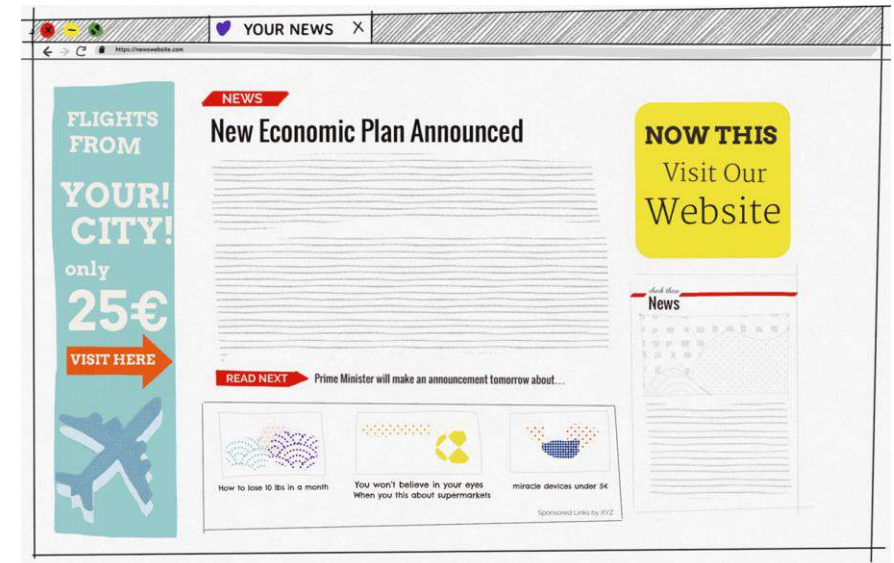 YOUR NEWS X
https://newswebsite.com
FLIGHTS
FROM
YOUR!
CITY!
only
25€
VISIT HERE
NEWS
New Economic Plan Announced
READ NEXT Prime Minister will make an announcement tomorrow about...
How to lose 10 lbs in a month
You won't believe in your eyes
When you this about supermarkets
miracle devices under 5€
Sponsored Links by XYZ
NOW THIS
Visit Our
Website
check these
News